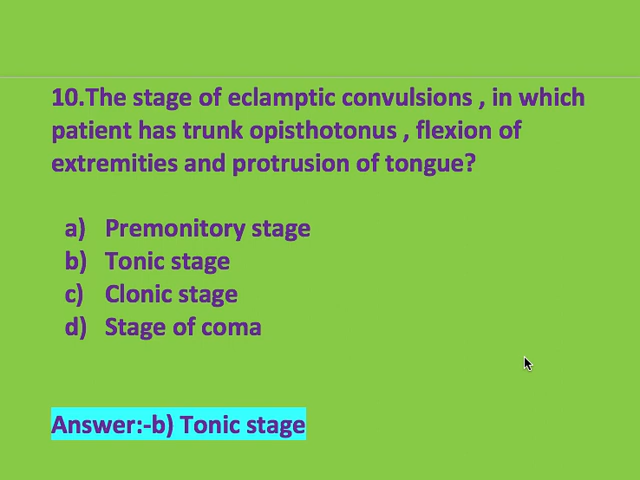 10.The stage of eclamptic convulsions , in which
patient has trunk opisthotonus , flexion of
extremities and protrusion of tongue?
a) Premonitory stage
b) Tonic stage
c) Clonic stage
d) Stage of coma
Answer:-b) Tonic stage